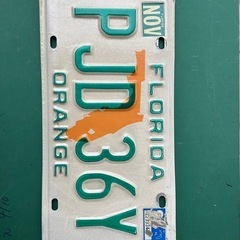 FLORIDA
NOV
PJD 36Y
ORANGE